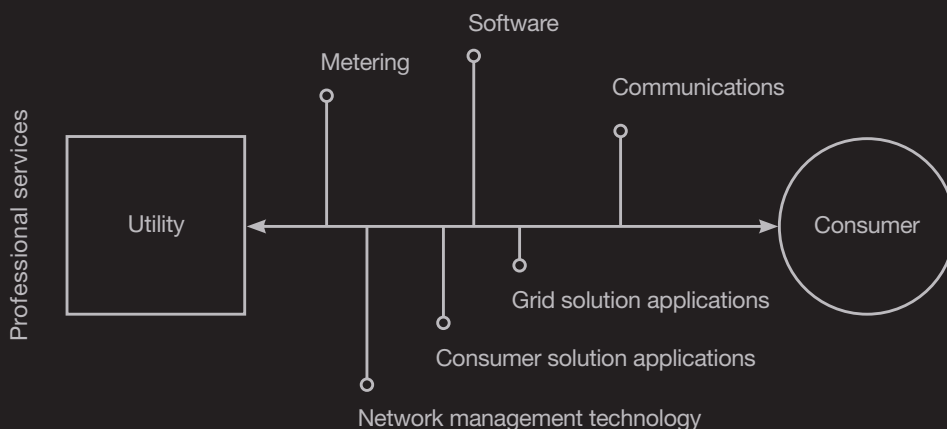 Software
Metering
Communications
Professional services
Utility
Consumer
Grid solution applications
Consumer solution applications
Network management technology